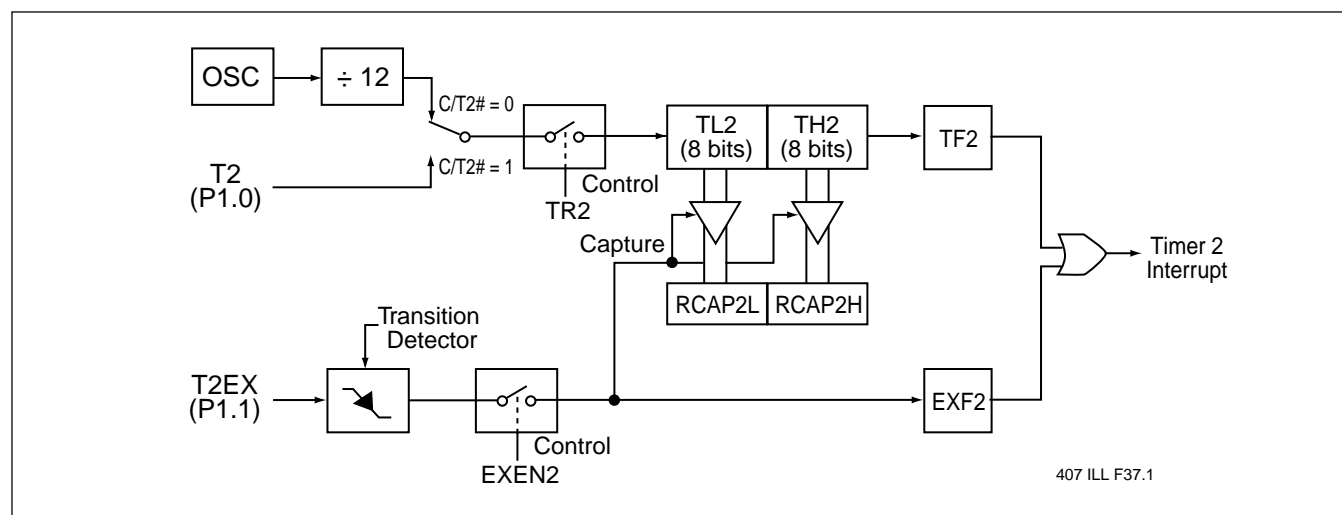 OSC
÷ 12
C/T2# = 0
C/T2# = 1
T2
(P1.0)
Control
TR2
TL2
(8 bits)
TH2
(8 bits)
TF2
Capture
RCAP2L
RCAP2H
Timer 2
Interrupt
Transition
Detector
T2EX
(P1.1)
Control
EXEN2
EXF2
407 ILL F37.1